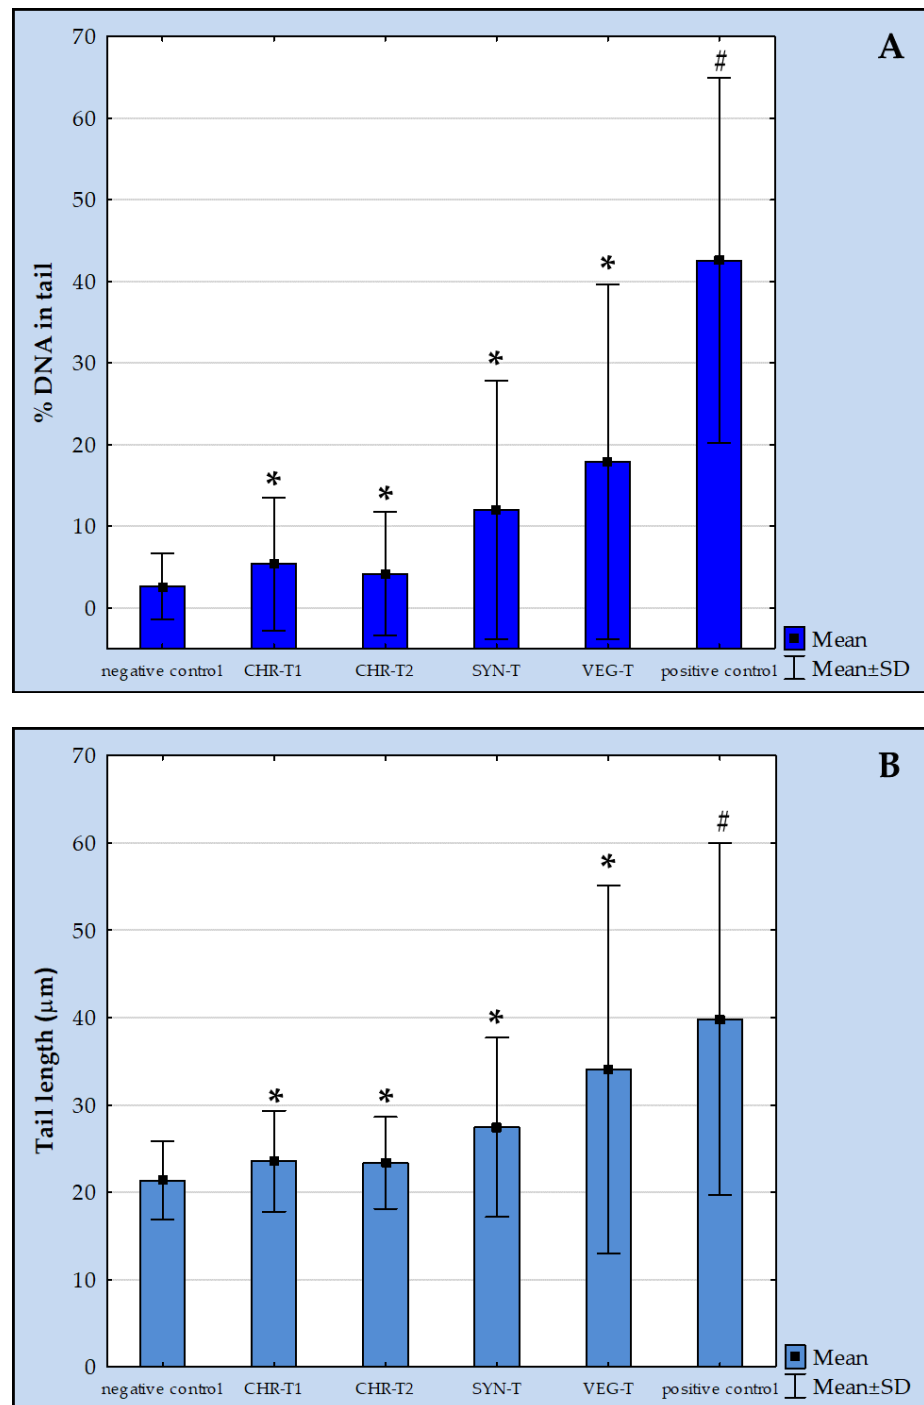 A
70
60
50
40
30
20
10
0
% DNA in tail
#
*
*
*
*
negative control CHR-T1 CHR-T2 SYN-T VEG-T positive control
Mean
Mean±SD
B
70
60
50
40
30
20
10
0
Tail length (µm)
#
*
*
*
*
negative control CHR-T1 CHR-T2 SYN-T VEG-T positive control
Mean
Mean±SD